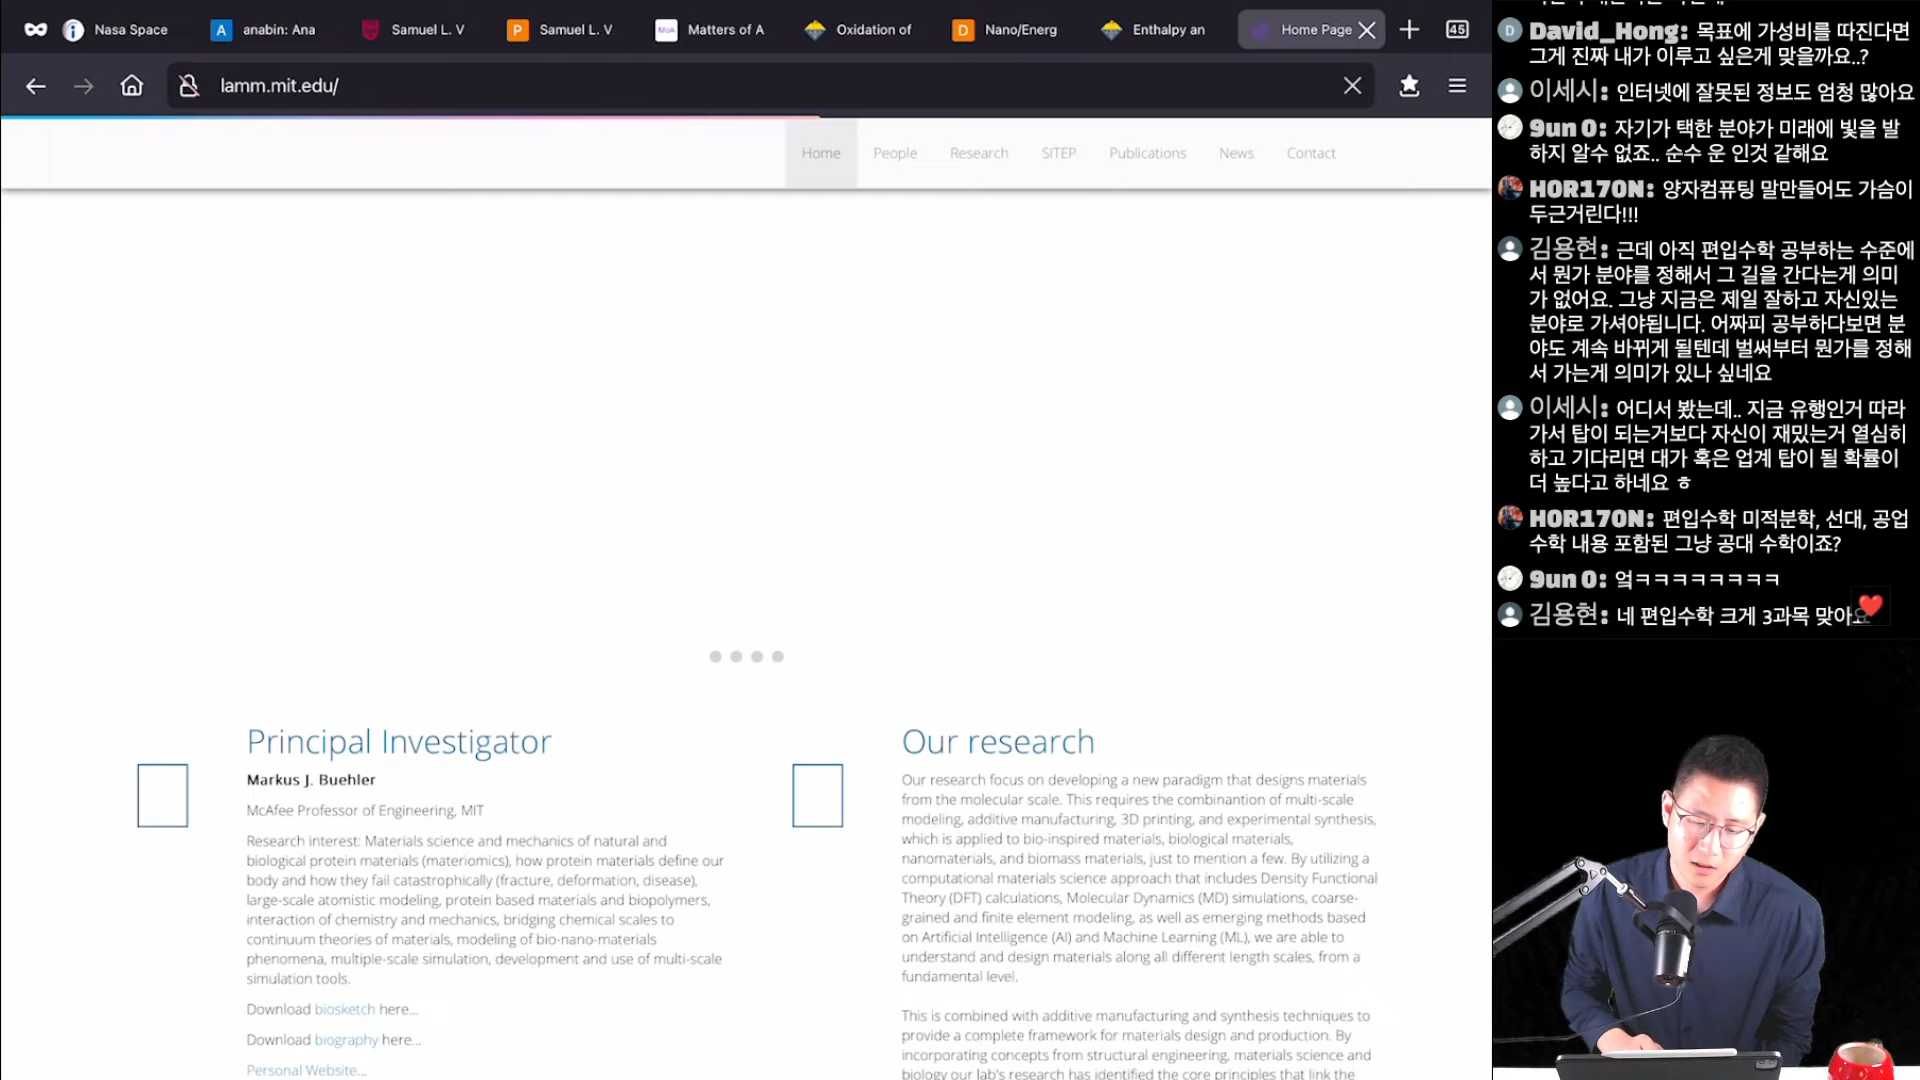 Nasa Space
anabin: Ana
Samuel L. V
Samuel L. V
Matters of A
Oxidation of
Nano/Energ
Enthalpy an
Home Page
45
lamm.mit.edu/
Home
People
Research
SITEP
Publications
News
Contact
Principal Investigator
Markus J. Buehler
McAfee Professor of Engineering, MIT
Research interest: Materials science and mechanics of natural and
biological protein materials (materiomics), how protein materials define our
body and how they fail catastrophically (fracture, deformation, disease),
large-scale atomistic modeling, protein based materials and biopolymers,
interaction of chemistry and mechanics, bridging chemical scales to
continuum theories of materials, modeling of bio-nano-materials
phenomena, multiple-scale simulation, development and use of multi-scale
simulation tools.
Download biosketch here...
Download biography here...
Personal Website...
Our research
Our research focus on developing a new paradigm that designs materials
from the molecular scale. This requires the combinantion of multi-scale
modeling, additive manufacturing, 3D printing, and experimental synthesis,
which is applied to bio-inspired materials, biological materials,
nanomaterials, and biomass materials, just to mention a few. By utilizing a
computational materials science approach that includes Density Functional
Theory (DFT) calculations, Molecular Dynamics (MD) simulations, coarse-
grained and finite element modeling, as well as emerging methods based
on Artificial Intelligence (AI) and Machine Learning (ML), we are able to
understand and design materials along all different length scales, from a
fundamental level.
This is combined with additive manufacturing and synthesis techniques to
provide a complete framework for materials design and production. By
incorporating concepts from structural engineering, materials science and
biology our lab's research has identified the core principles that link the
David_Hong: 목표에 가성비를 따진다면
그게 진짜 내가 이루고 싶은게 맞을까요..?
이세시: 인터넷에 잘못된 정보도 엄청 많아요
9un 0: 자기가 택한 분야가 미래에 빛을 발
하지 알수 없죠.. 순수 운 인것 같해요
H0R170N: 양자컴퓨팅 말만들어도 가슴이
두근거린다!!!
김용현: 근데 아직 편입수학 공부하는 수준에
서 뭔가 분야를 정해서 그 길을 간다는게 의미
가 없어요. 그냥 지금은 제일 잘하고 자신있는
분야로 가셔야됩니다. 어짜피 공부하다보면 분
야도 계속 바뀌게 될텐데 벌써부터 뭔가를 정해
서 가는게 의미가 있나 싶네요
이세시: 어디서 봤는데.. 지금 유행인거 따라
가서 탑이 되는거보다 자신이 재밌는거 열심히
하고 기다리면 대가 혹은 업계 탑이 될 확률이
더 높다고 하네요 ㅎ
H0R170N: 편입수학 미적분학, 선대, 공업
수학 내용 포함된 그냥 공대 수학이죠?
9un 0: 엌ㅋㅋㅋㅋㅋㅋㅋㅋ
김용현: 네 편입수학 크게 3과목 맞아요